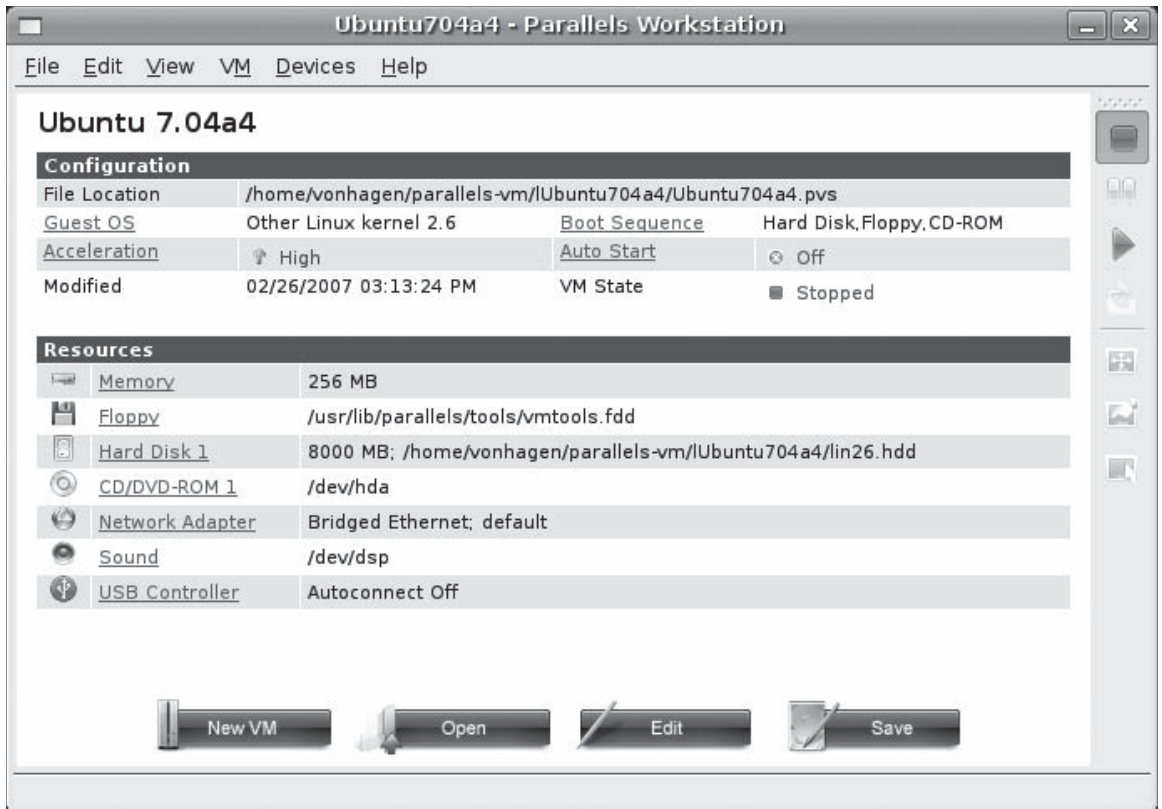 Ubuntu704a4 - Parallels Workstation
File Edit View VM Devices Help
Ubuntu 7.04a4
Configuration
File Location /home/vonhagen/parallels-vm/lUbuntu704a4/Ubuntu704a4.pvs
Guest OS Other Linux kernel 2.6 Boot Sequence Hard Disk,Floppy,CD-ROM
Acceleration High Auto Start Off
Modified 02/26/2007 03:13:24 PM VM State Stopped
Resources
Memory 256 MB
Floppy /usr/lib/parallels/tools/vmtools.fdd
Hard Disk 1 8000 MB; /home/vonhagen/parallels-vm/lUbuntu704a4/lin26.hdd
CD/DVD-ROM 1 /dev/hda
Network Adapter Bridged Ethernet; default
Sound /dev/dsp
USB Controller Autoconnect Off
New VM Open Edit Save